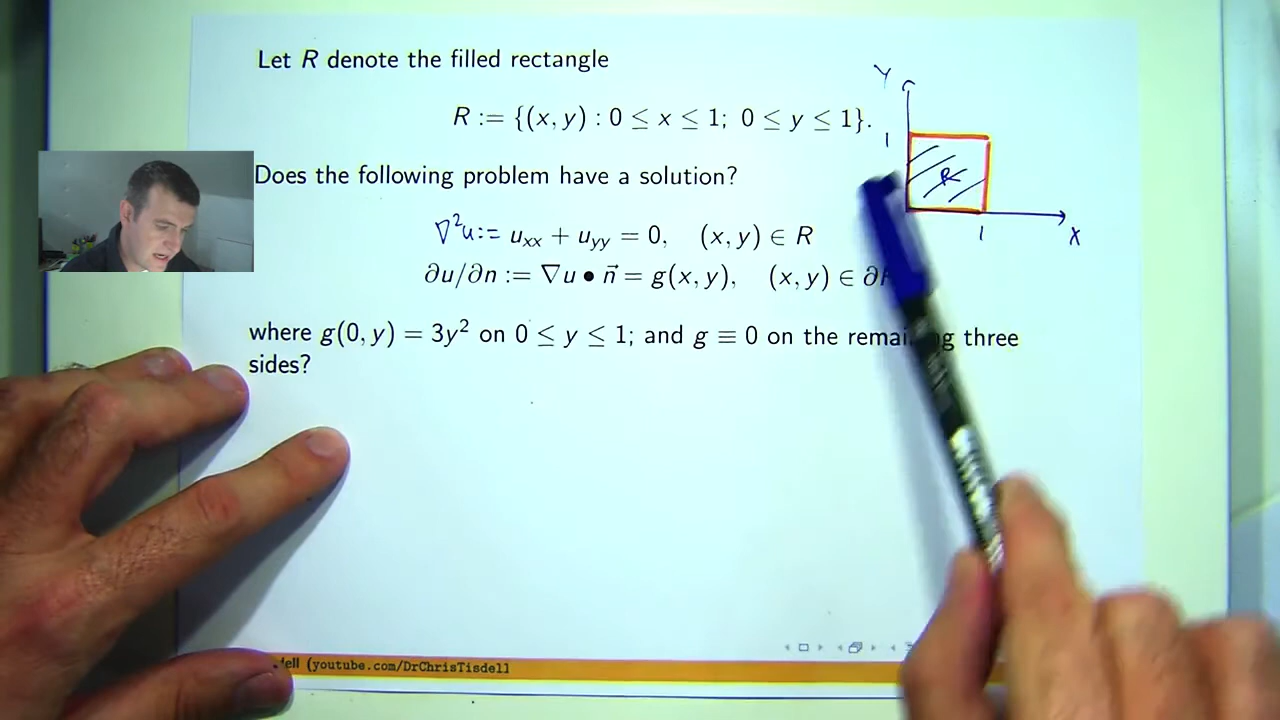 Let R denote the filled rectangle
R := {(x, y) : 0 ≤ x ≤ 1; 0 ≤ y ≤ 1}.
Does the following problem have a solution?
∇²u := u_xx + u_yy = 0, (x, y) ∈ R
∂u/∂n := ∇u • n⃗ = g(x, y), (x, y) ∈ ∂
where g(0, y) = 3y² on 0 ≤ y ≤ 1; and g ≡ 0 on the three
sides?
Y
1
R
1
X
(youtube.com/DrChrisTisdell